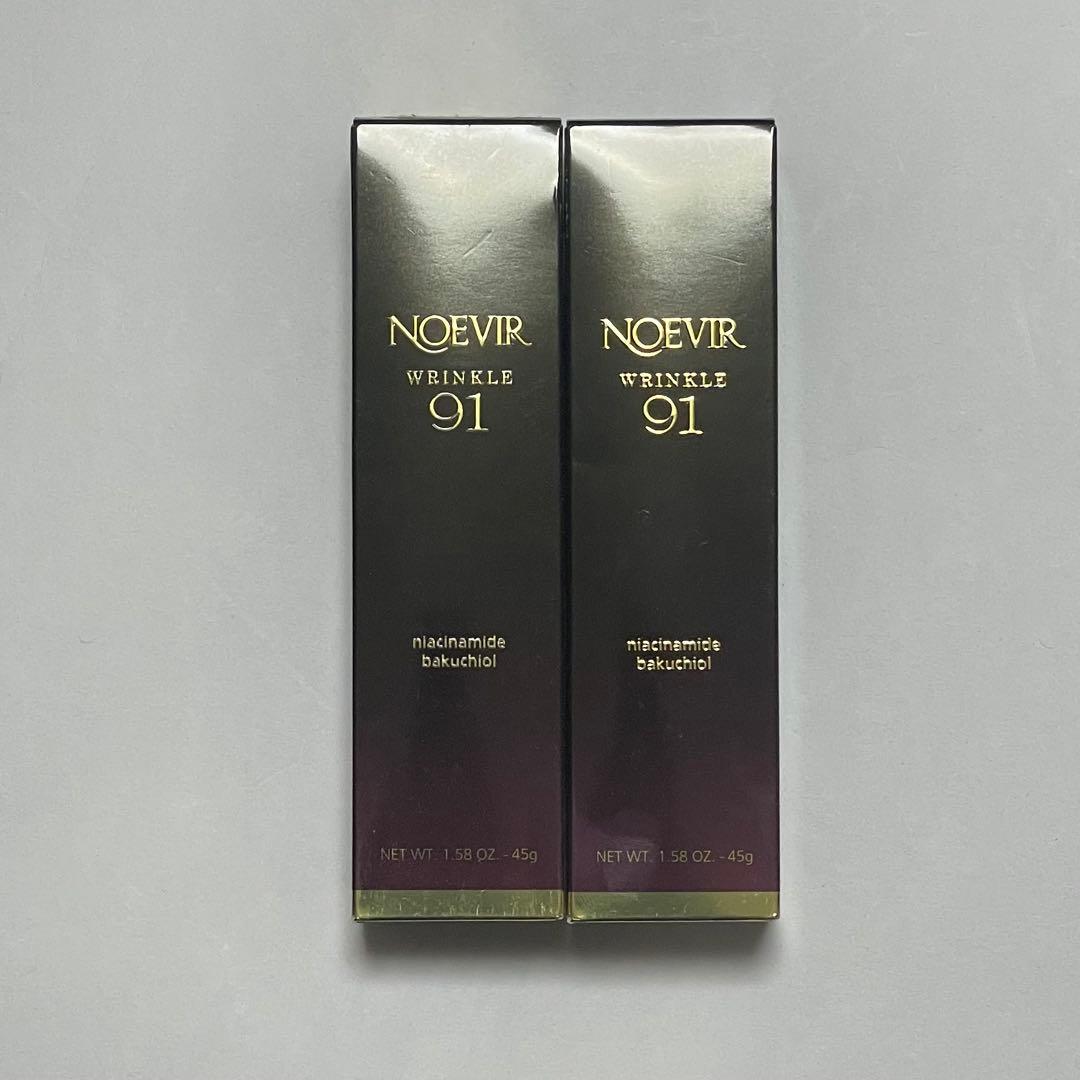 NOEVIR
WRINKLE
91
niacinamide
bakuchiol
NET WT. 1.58 OZ. - 45g
NOEVIR
WRINKLE
91
niacinamide
bakuchiol
NET WT. 1.58 OZ. - 45g